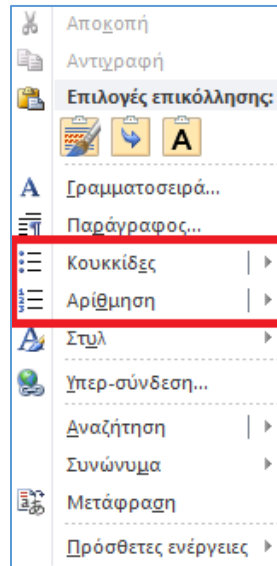 Αποκοπή
Αντιγραφή
Επιλογές επικόλλησης:
A
Γραμματοσειρά...
Παράγραφος...
Κουκκίδες
Αρίθμηση
Στυλ
Υπερ-σύνδεση...
Αναζήτηση
Συνώνυμα
Μετάφραση
Πρόσθετες ενέργειες